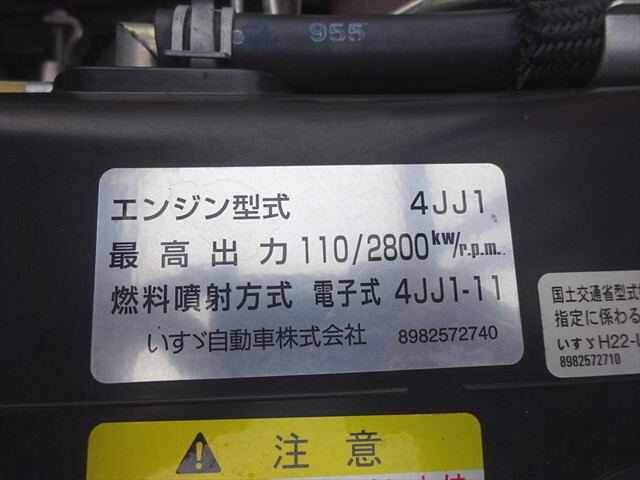 955
エンジン型式 4JJ1
最高出力 110/2800kw/r.p.m.
燃料噴射方式 電子式 4JJ1-11
いすゞ自動車株式会社 8982572740
国土交通省型式
指定に係わる
いすゞH22-
8982572710
注意